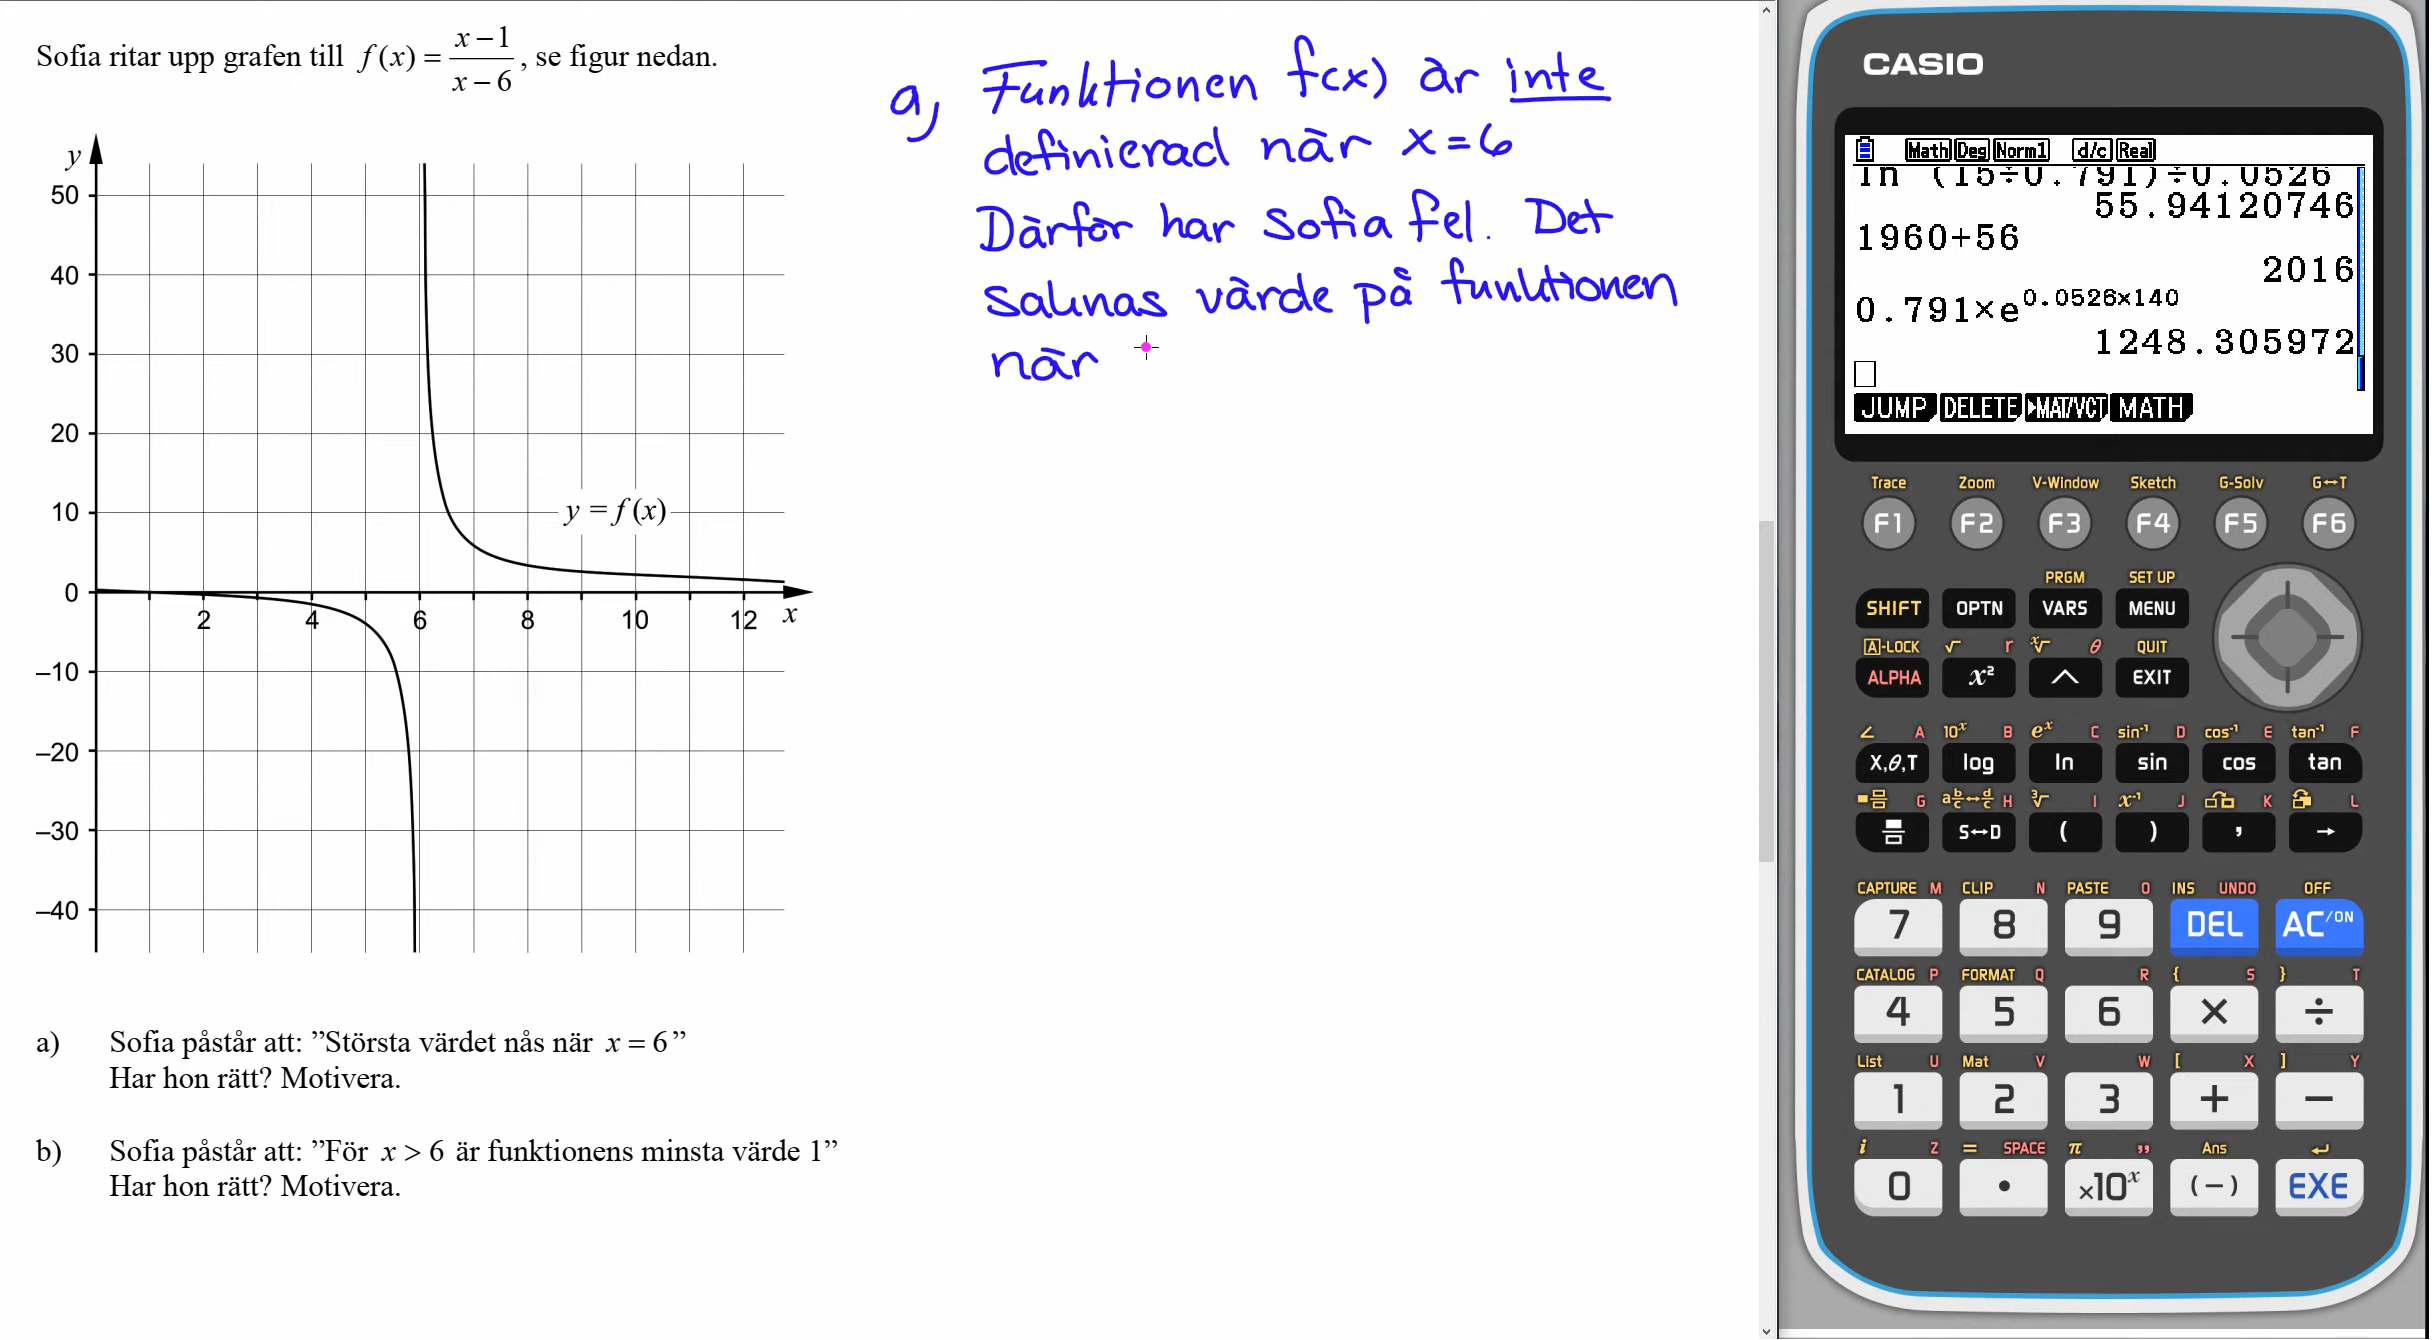 Sofia ritar upp grafen till f(x) = (x − 1)/(x − 6), se figur nedan.
y
50
40
30
20
10
0
−10
−20
−30
−40
2 4 6 8 10 12 x
y = f(x)
a) Sofia påstår att: ”Största värdet nås när x = 6”
Har hon rätt? Motivera.
b) Sofia påstår att: ”För x > 6 är funktionens minsta värde 1”
Har hon rätt? Motivera.
a, Funktionen f(x) är inte
definierad när x = 6
Därför har Sofia fel. Det
saknas värde på funktionen
när
CASIO
Math Deg Norm1 d/c Real
ln (15÷0.791)÷0.0526
55.94120746
1960+56
2016
0.791×e^0.0526×140
1248.305972
JUMP DELETE ▶MAT/VCT MATH
Trace Zoom V-Window Sketch G-Solv G↔T
F1 F2 F3 F4 F5 F6
PRGM SET UP
SHIFT OPTN VARS MENU
A-LOCK √ r ˣ√ θ QUIT
ALPHA x² ^ EXIT
∠ A 10ˣ B eˣ C sin⁻¹ D cos⁻¹ E tan⁻¹ F
X,θ,T log ln sin cos tan
G a b/c↔d/c H ³√ I x⁻¹ J K L
S↔D ( ) , →
CAPTURE M CLIP N PASTE O INS UNDO OFF
7 8 9 DEL AC/ON
CATALOG P FORMAT Q R { S } T
4 5 6 × ÷
List U Mat V W [ X ] Y
1 2 3 + −
i Z = SPACE π ” Ans ↵
0 • ×10ˣ (−) EXE